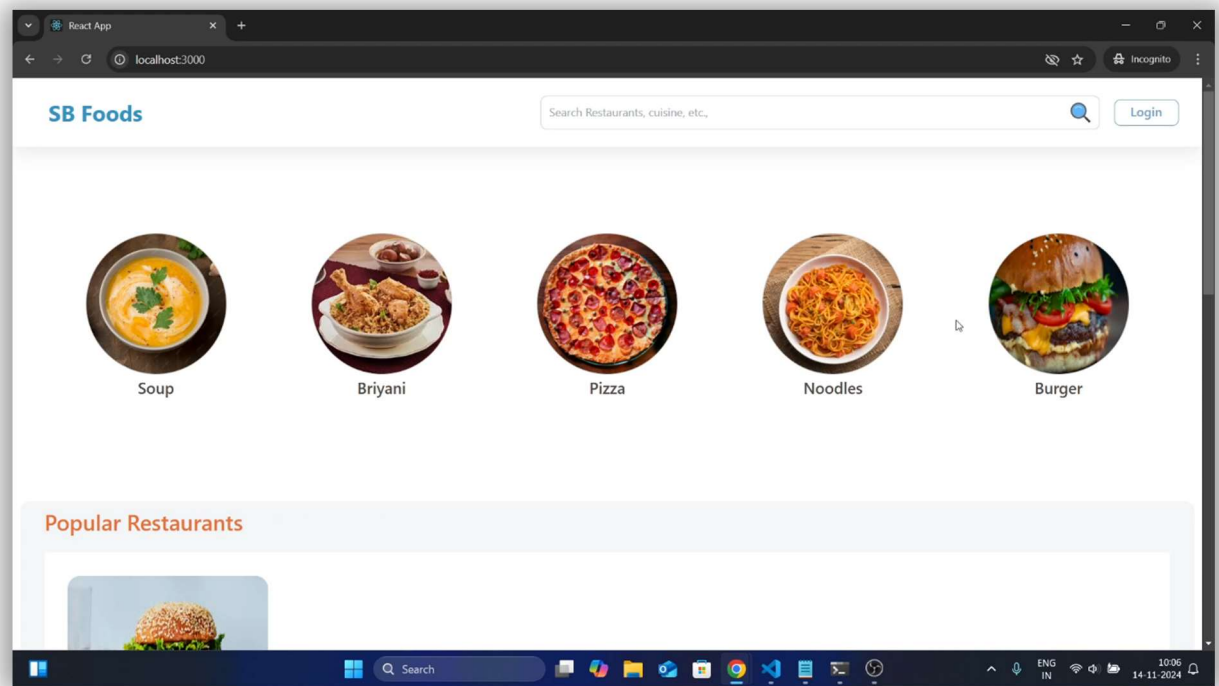 React App
localhost:3000
Incognito
SB Foods
Search Restaurants, cuisine, etc.,
Login
Soup
Briyani
Pizza
Noodles
Burger
Popular Restaurants
Search
ENG
IN
10:06
14-11-2024